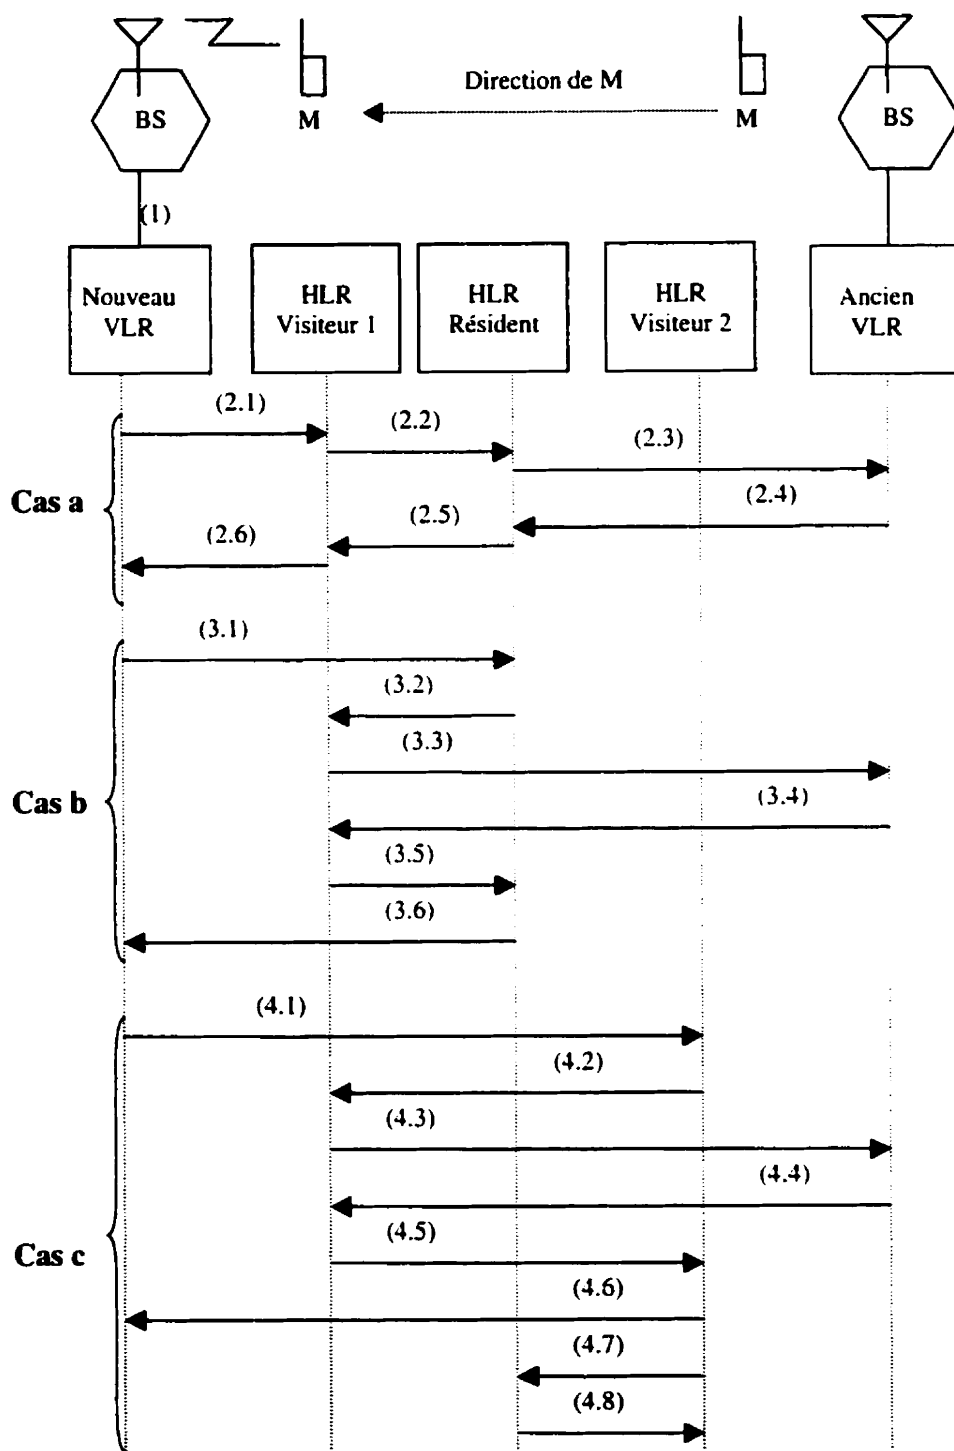 Direction de M
BS
M
M
BS
(1)
Nouveau
VLR
HLR
Visiteur 1
HLR
Résident
HLR
Visiteur 2
Ancien
VLR
(2.1)
(2.2)
(2.3)
Cas a
(2.4)
(2.5)
(2.6)
(3.1)
(3.2)
(3.3)
Cas b
(3.4)
(3.5)
(3.6)
(4.1)
(4.2)
(4.3)
(4.4)
(4.5)
Cas c
(4.6)
(4.7)
(4.8)